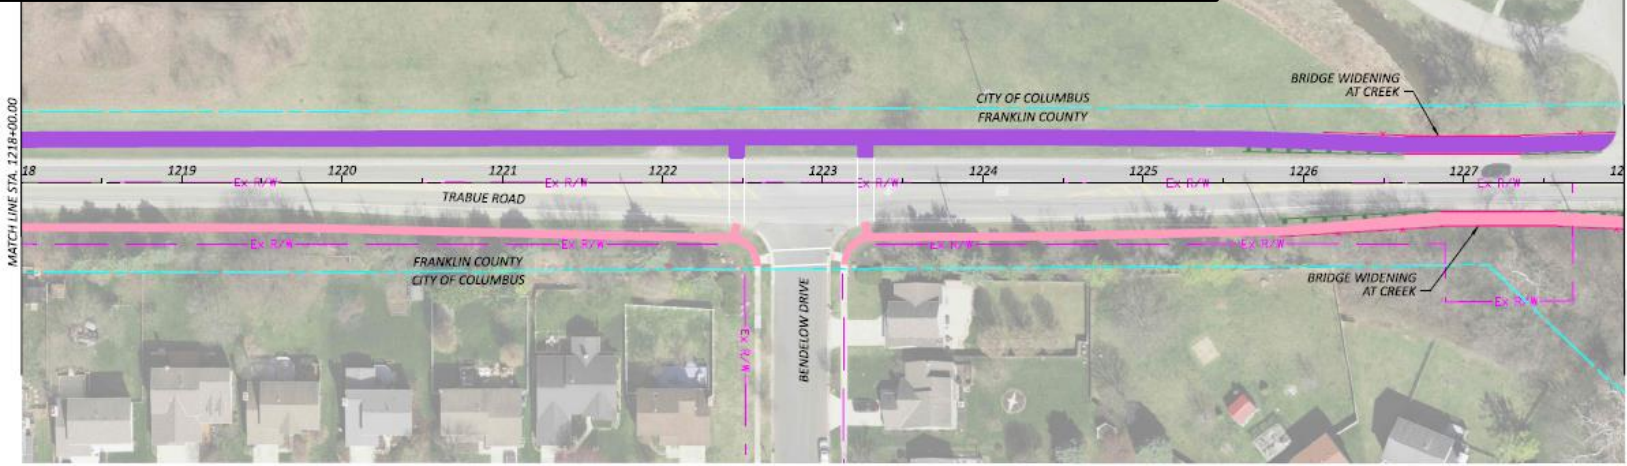 MATCH LINE STA. 1218+00.00
BRIDGE WIDENING
AT CREEK
CITY OF COLUMBUS
FRANKLIN COUNTY
18 1219 1220 1221 1222 1223 1224 1225 1226 1227 12
Ex R/W Ex R/W Ex R/W Ex R/W Ex R/W
TRABUE ROAD
Ex R/W Ex R/W Ex R/W Ex R/W
FRANKLIN COUNTY
CITY OF COLUMBUS
BRIDGE WIDENING
AT CREEK
Ex R/W
BENDELOW DRIVE
Ex R/W